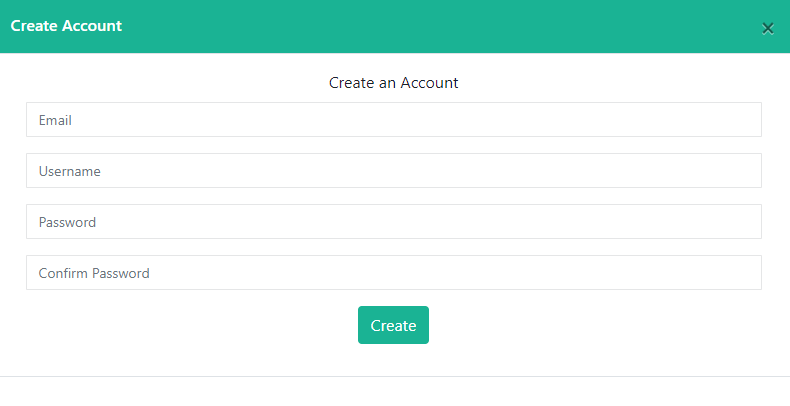 Create Account
×
Create an Account
Email
Username
Password
Confirm Password
Create